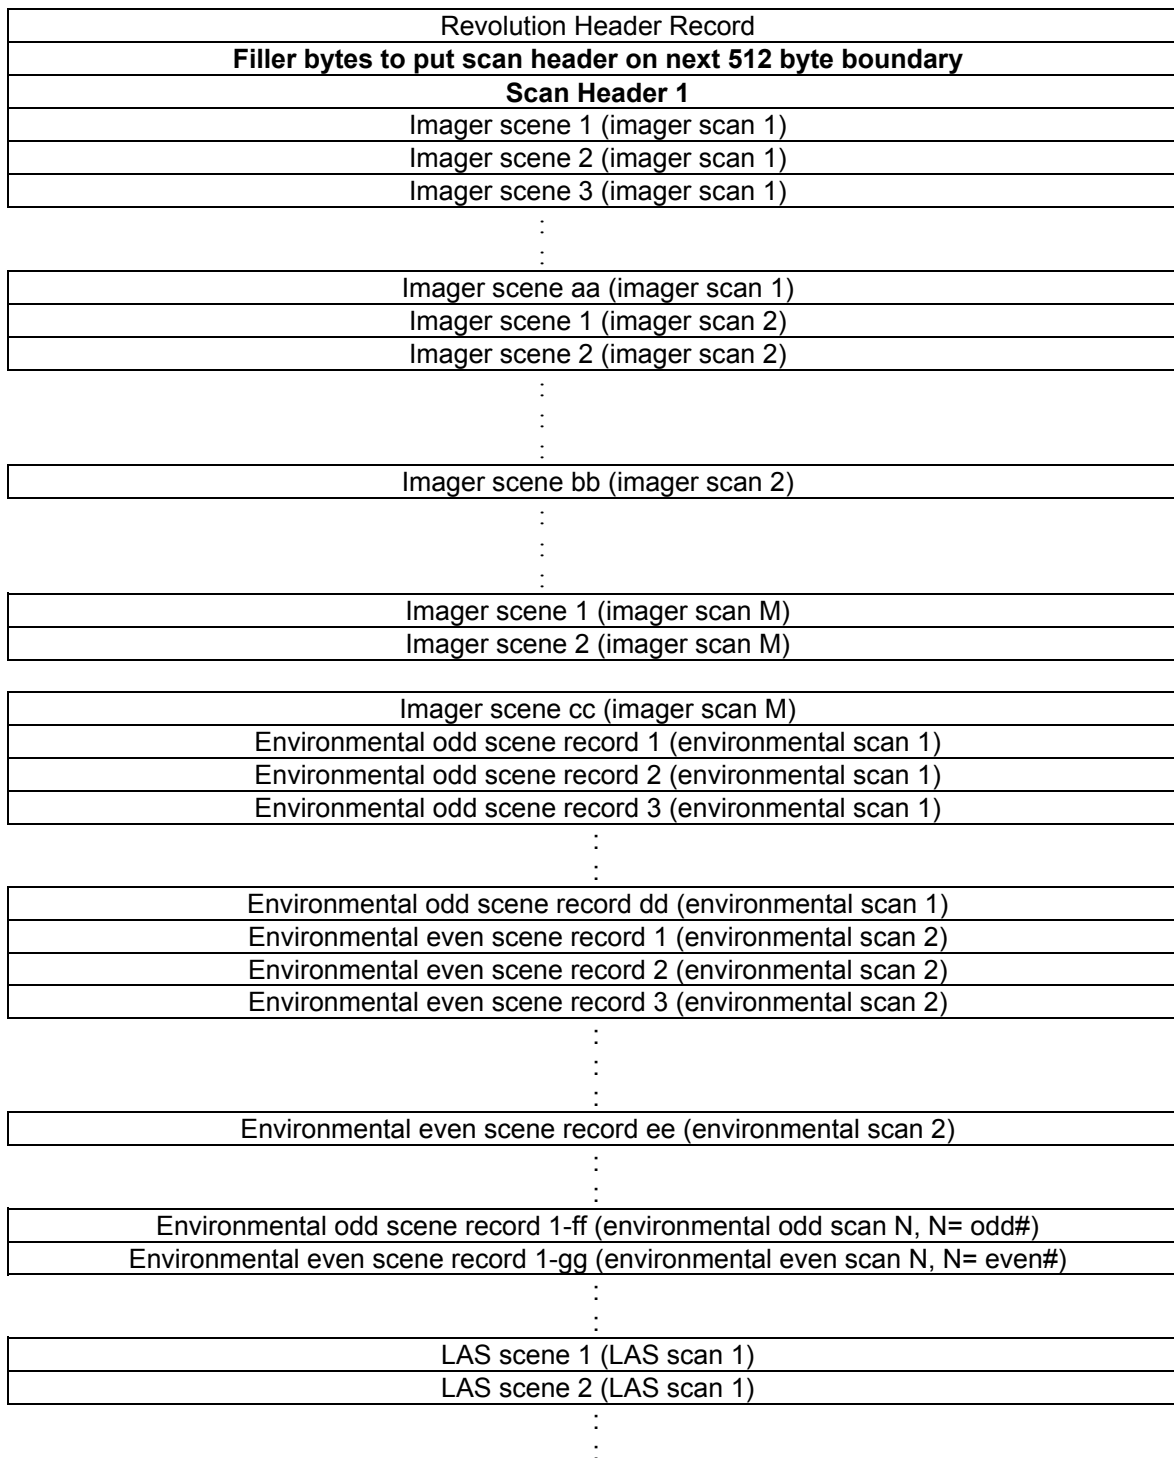 Revolution Header Record
Filler bytes to put scan header on next 512 byte boundary
Scan Header 1
Imager scene 1 (imager scan 1)
Imager scene 2 (imager scan 1)
Imager scene 3 (imager scan 1)
:
:
Imager scene aa (imager scan 1)
Imager scene 1 (imager scan 2)
Imager scene 2 (imager scan 2)
:
:
:
Imager scene bb (imager scan 2)
:
:
:
Imager scene 1 (imager scan M)
Imager scene 2 (imager scan M)
Imager scene cc (imager scan M)
Environmental odd scene record 1 (environmental scan 1)
Environmental odd scene record 2 (environmental scan 1)
Environmental odd scene record 3 (environmental scan 1)
:
:
Environmental odd scene record dd (environmental scan 1)
Environmental even scene record 1 (environmental scan 2)
Environmental even scene record 2 (environmental scan 2)
Environmental even scene record 3 (environmental scan 2)
:
:
:
Environmental even scene record ee (environmental scan 2)
:
:
Environmental odd scene record 1-ff (environmental odd scan N, N= odd#)
Environmental even scene record 1-gg (environmental even scan N, N= even#)
:
:
LAS scene 1 (LAS scan 1)
LAS scene 2 (LAS scan 1)
:
: